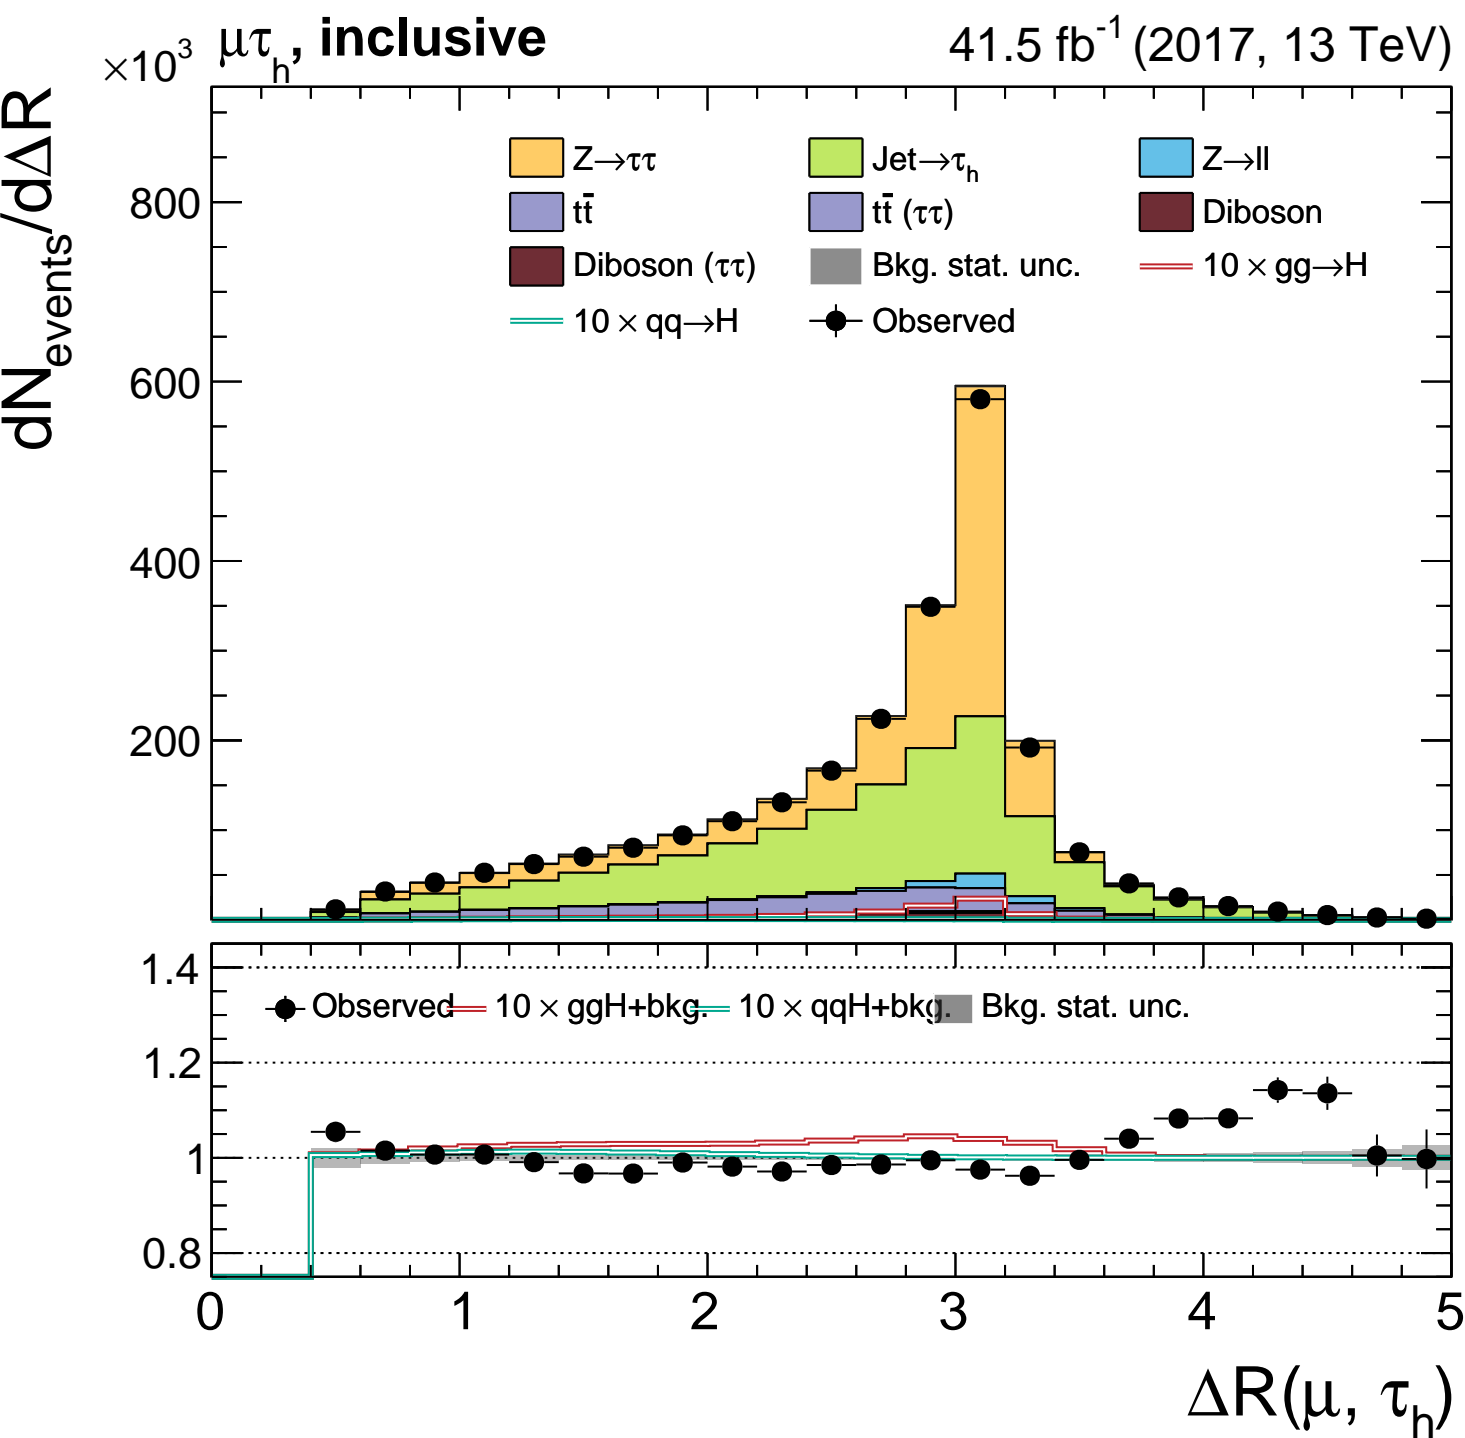 ×10³ μτₕ, inclusive 41.5 fb⁻¹ (2017, 13 TeV)
dN_events/dΔR
Z→ττ Jet→τₕ Z→ll
tt̄ tt̄ (ττ) Diboson
Diboson (ττ) Bkg. stat. unc. 10 × gg→H
10 × qq→H Observed
800
600
400
200
1.4
Observed 10 × ggH+bkg. 10 × qqH+bkg. Bkg. stat. unc.
1.2
1
0.8
0 1 2 3 4 5
ΔR(μ, τₕ)